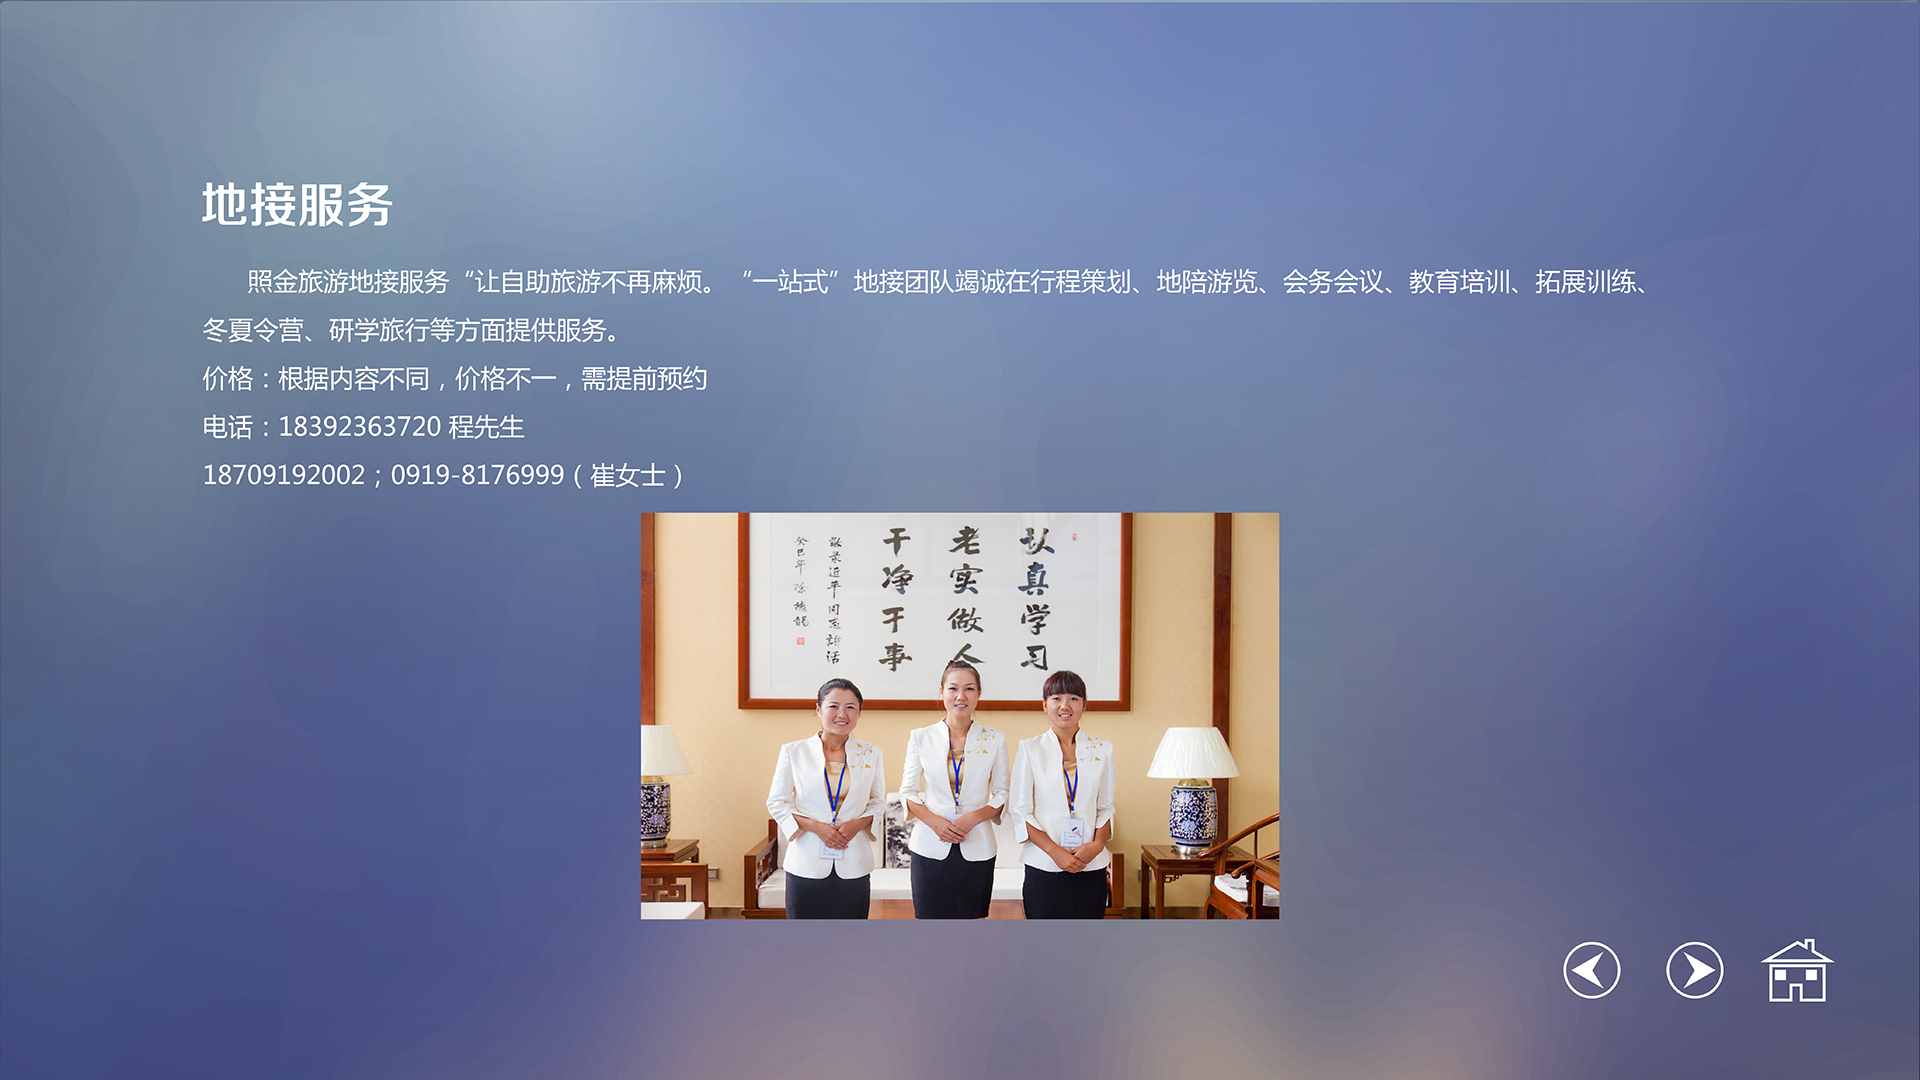 地接服务
照金旅游地接服务“让自助旅游不再麻烦。“一站式”地接团队竭诚在行程策划、地陪游览、会务会议、教育培训、拓展训练、
冬夏令营、研学旅行等方面提供服务。
价格：根据内容不同，价格不一，需提前预约
电话：18392363720 程先生
18709192002；0919-8176999（崔女士）
认真学习
老实做人
干净干事
敬录近平同志讲话
癸巳年 徐德龍